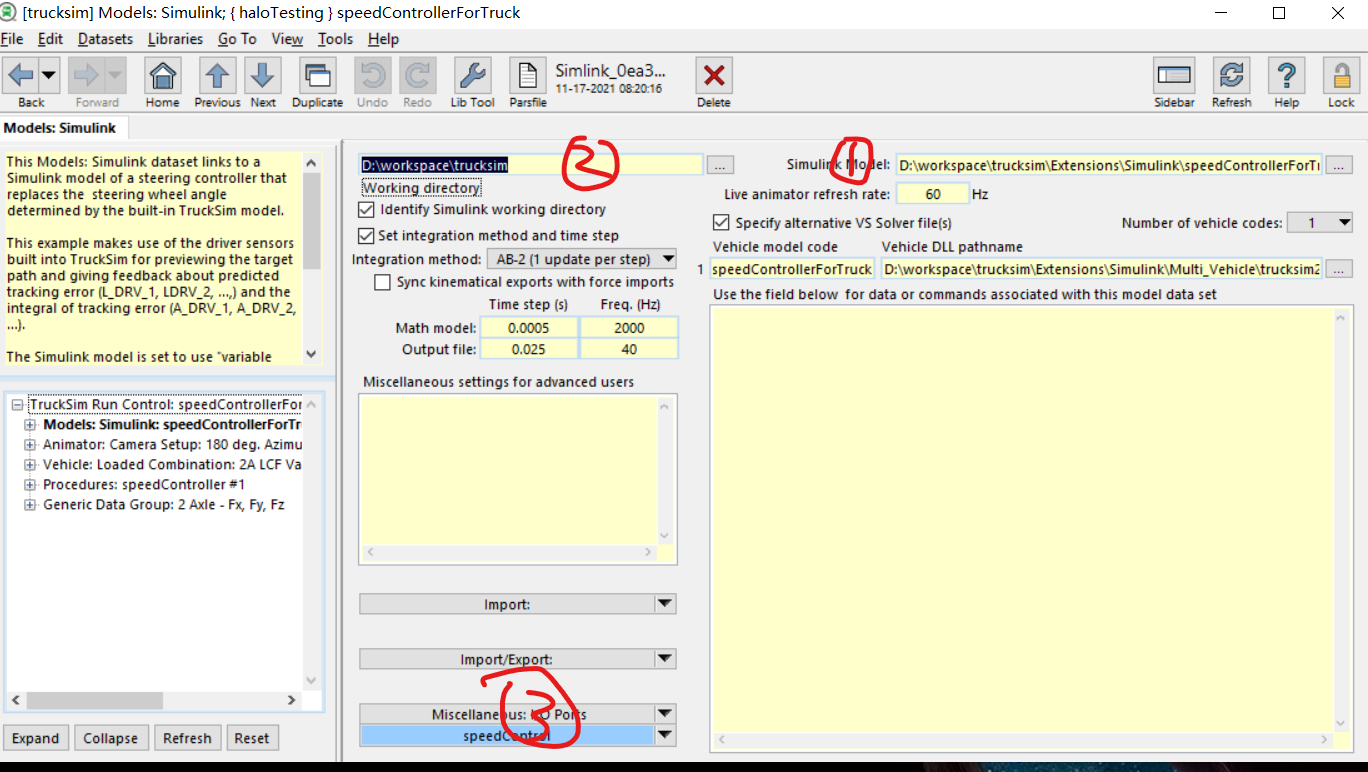 [trucksim] Models: Simulink; { haloTesting } speedControllerForTruck
File Edit Datasets Libraries Go To View Tools Help
Simlink_0ea3...
11-17-2021 08:20:16
Back Forward Home Previous Next Duplicate Undo Redo Lib Tool Parsfile Delete Sidebar Refresh Help Lock
Models: Simulink
This Models: Simulink dataset links to a
Simulink model of a steering controller that
replaces the steering wheel angle
determined by the built-in TruckSim model.
This example makes use of the driver sensors
built into TruckSim for previewing the target
path and giving feedback about predicted
tracking error (L_DRV_1, LDRV_2, ...,) and the
integral of tracking error (A_DRV_1, A_DRV_2,
...).
The Simulink model is set to use "variable
TruckSim Run Control: speedControllerFor
Models: Simulink: speedControllerForTr
Animator: Camera Setup: 180 deg. Azimu
Vehicle: Loaded Combination: 2A LCF Va
Procedures: speedController #1
Generic Data Group: 2 Axle - Fx, Fy, Fz
Expand Collapse Refresh Reset
D:\workspace\trucksim 2 ...
Working directory
Identify Simulink working directory
Set integration method and time step
Integration method: AB-2 (1 update per step)
Sync kinematical exports with force imports
Time step (s) Freq. (Hz)
Math model: 0.0005 2000
Output file: 0.025 40
Miscellaneous settings for advanced users
Import:
Import/Export:
Miscellaneous: I/O Ports
3
speedControl
1
Simulink Model: D:\workspace\trucksim\Extensions\Simulink\speedControllerForTr ...
Live animator refresh rate: 60 Hz
Specify alternative VS Solver file(s) Number of vehicle codes: 1
Vehicle model code Vehicle DLL pathname
1 speedControllerForTruck D:\workspace\trucksim\Extensions\Simulink\Multi_Vehicle\trucksim2 ...
Use the field below for data or commands associated with this model data set